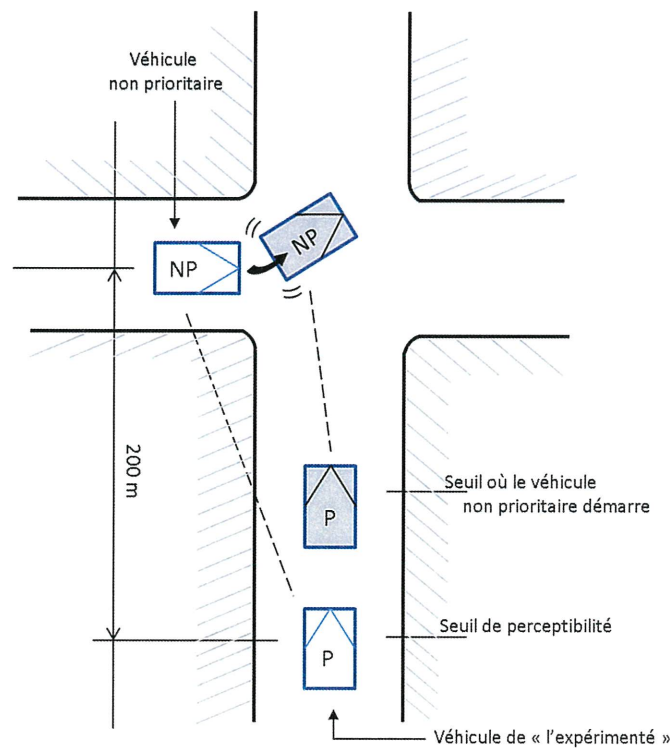 Véhicule
non prioritaire
NP
NP
200 m
P
Seuil où le véhicule
non prioritaire démarre
P
Seuil de perceptibilité
Véhicule de « l'expérimenté »